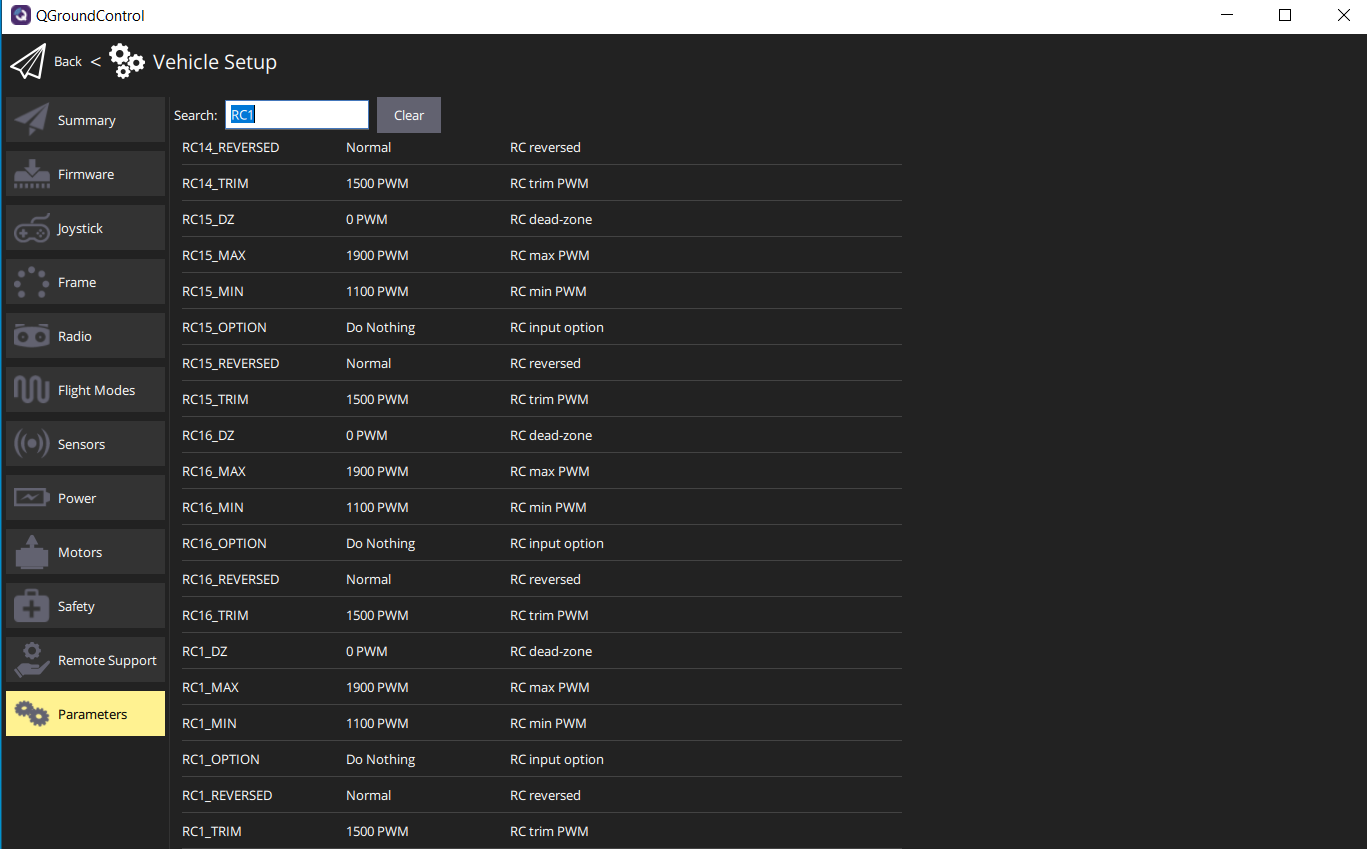 QGroundControl
Back < Vehicle Setup
Summary
Firmware
Joystick
Frame
Radio
Flight Modes
Sensors
Power
Motors
Safety
Remote Support
Parameters
Search: RC1 Clear
RC14_REVERSED Normal RC reversed
RC14_TRIM 1500 PWM RC trim PWM
RC15_DZ 0 PWM RC dead-zone
RC15_MAX 1900 PWM RC max PWM
RC15_MIN 1100 PWM RC min PWM
RC15_OPTION Do Nothing RC input option
RC15_REVERSED Normal RC reversed
RC15_TRIM 1500 PWM RC trim PWM
RC16_DZ 0 PWM RC dead-zone
RC16_MAX 1900 PWM RC max PWM
RC16_MIN 1100 PWM RC min PWM
RC16_OPTION Do Nothing RC input option
RC16_REVERSED Normal RC reversed
RC16_TRIM 1500 PWM RC trim PWM
RC1_DZ 0 PWM RC dead-zone
RC1_MAX 1900 PWM RC max PWM
RC1_MIN 1100 PWM RC min PWM
RC1_OPTION Do Nothing RC input option
RC1_REVERSED Normal RC reversed
RC1_TRIM 1500 PWM RC trim PWM